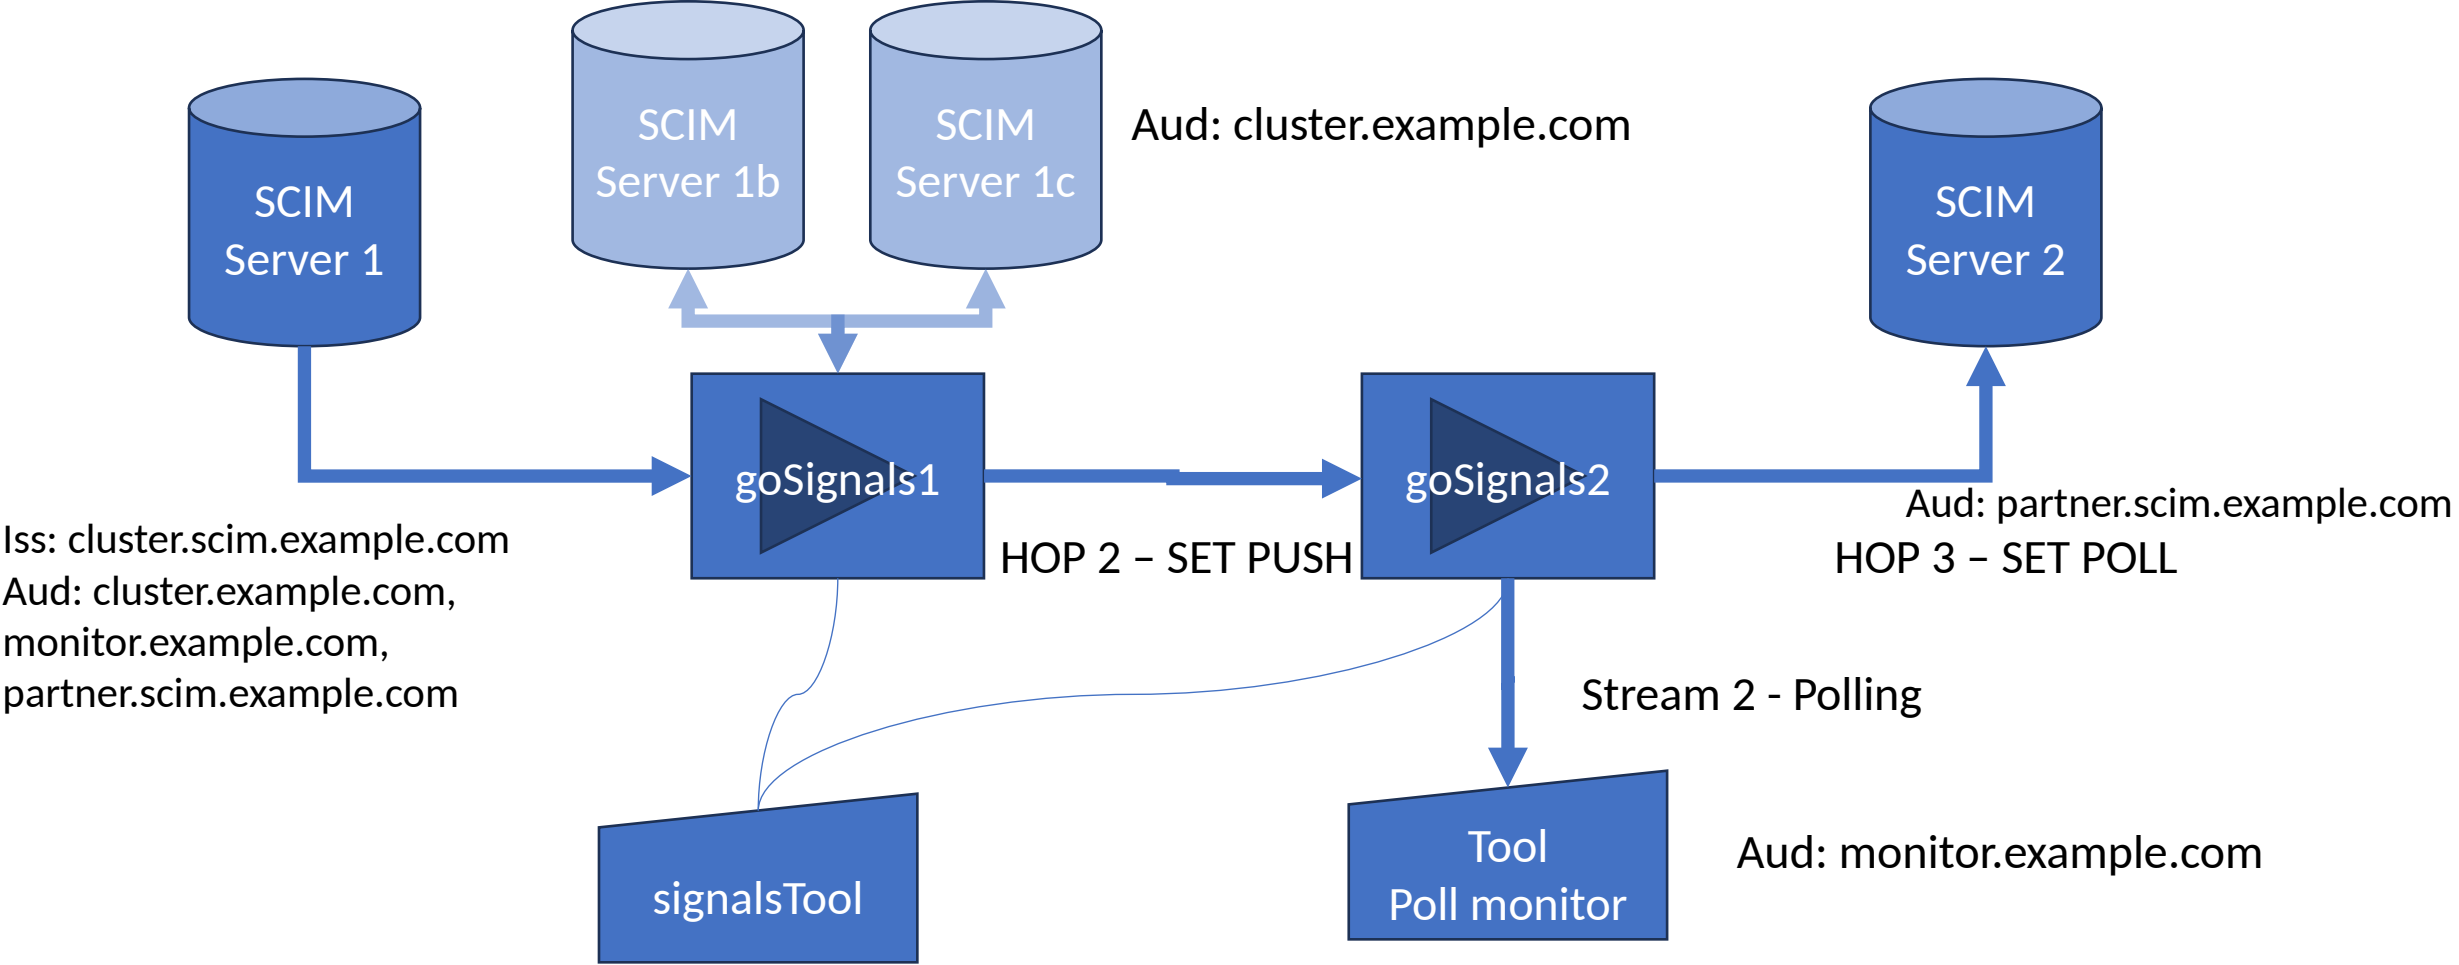 SCIM
Server 1
SCIM
Server 1b
SCIM
Server 1c
Aud: cluster.example.com
SCIM
Server 2
goSignals1
goSignals2
Iss: cluster.scim.example.com
Aud: cluster.example.com,
monitor.example.com,
partner.scim.example.com
HOP 2 – SET PUSH
Aud: partner.scim.example.com
HOP 3 – SET POLL
Stream 2 - Polling
signalsTool
Tool
Poll monitor
Aud: monitor.example.com